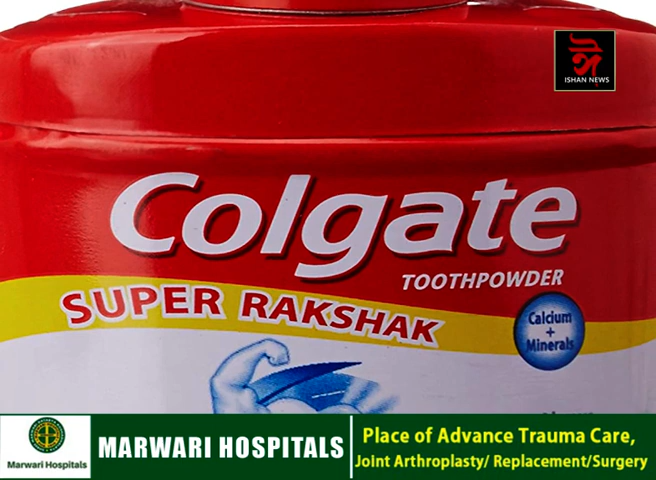 ISHAN NEWS
Colgate
TOOTHPOWDER
SUPER RAKSHAK
Calcium
+
Minerals
Marwari Hospitals
MARWARI HOSPITALS
Place of Advance Trauma Care,
Joint Arthroplasty/ Replacement/Surgery